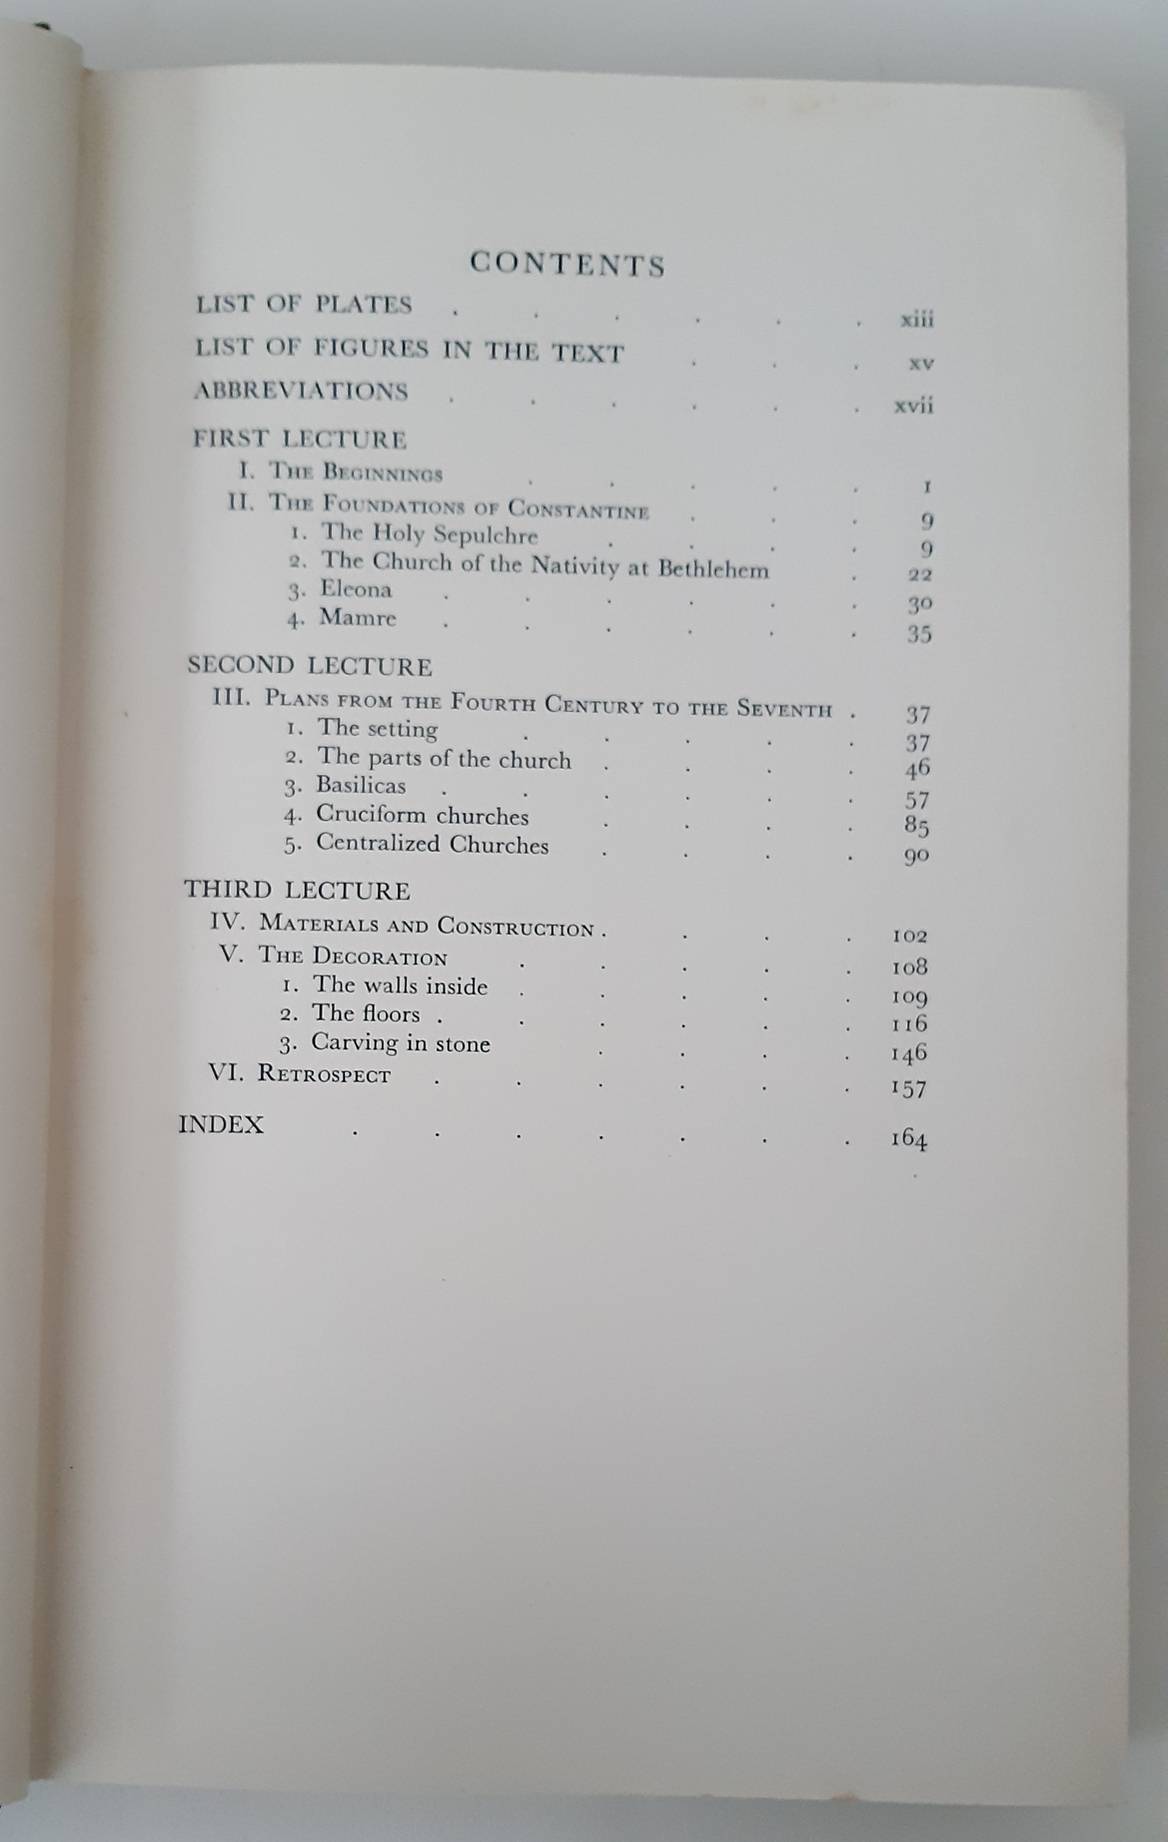 CONTENTS
LIST OF PLATES . . . . . . xiii
LIST OF FIGURES IN THE TEXT . . . xv
ABBREVIATIONS . . . . . . xvii
FIRST LECTURE
I. The Beginnings . . . . . 1
II. The Foundations of Constantine . . . 9
1. The Holy Sepulchre . . . . 9
2. The Church of the Nativity at Bethlehem . 22
3. Eleona . . . . . . 30
4. Mamre . . . . . . 35
SECOND LECTURE
III. Plans from the Fourth Century to the Seventh . 37
1. The setting . . . . . 37
2. The parts of the church . . . . 46
3. Basilicas . . . . . . 57
4. Cruciform churches . . . . 85
5. Centralized Churches . . . . 90
THIRD LECTURE
IV. Materials and Construction . . . . 102
V. The Decoration . . . . . 108
1. The walls inside . . . . . 109
2. The floors . . . . . . 116
3. Carving in stone . . . . 146
VI. Retrospect . . . . . . 157
INDEX . . . . . . . 164